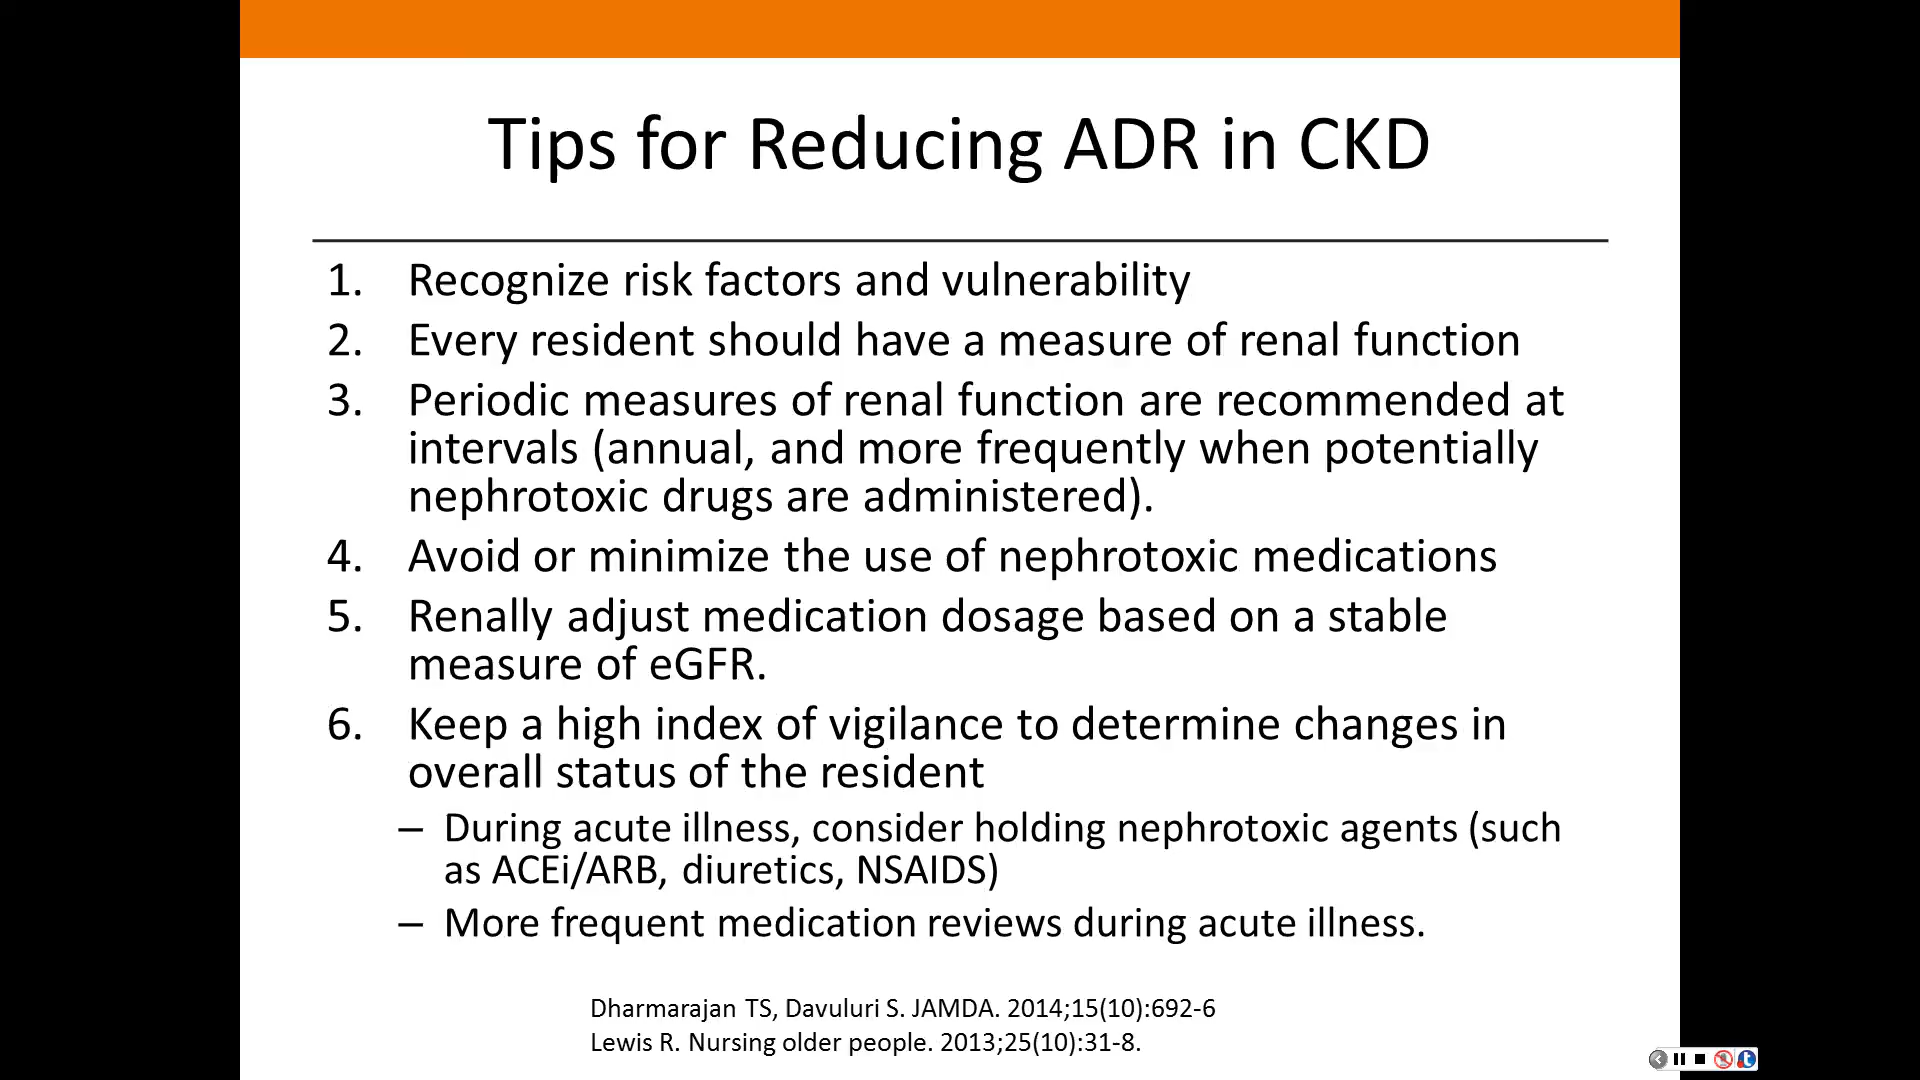 Tips for Reducing ADR in CKD
1. Recognize risk factors and vulnerability
2. Every resident should have a measure of renal function
3. Periodic measures of renal function are recommended at
intervals (annual, and more frequently when potentially
nephrotoxic drugs are administered).
4. Avoid or minimize the use of nephrotoxic medications
5. Renally adjust medication dosage based on a stable
measure of eGFR.
6. Keep a high index of vigilance to determine changes in
overall status of the resident
– During acute illness, consider holding nephrotoxic agents (such
as ACEi/ARB, diuretics, NSAIDS)
– More frequent medication reviews during acute illness.
Dharmarajan TS, Davuluri S. JAMDA. 2014;15(10):692-6
Lewis R. Nursing older people. 2013;25(10):31-8.